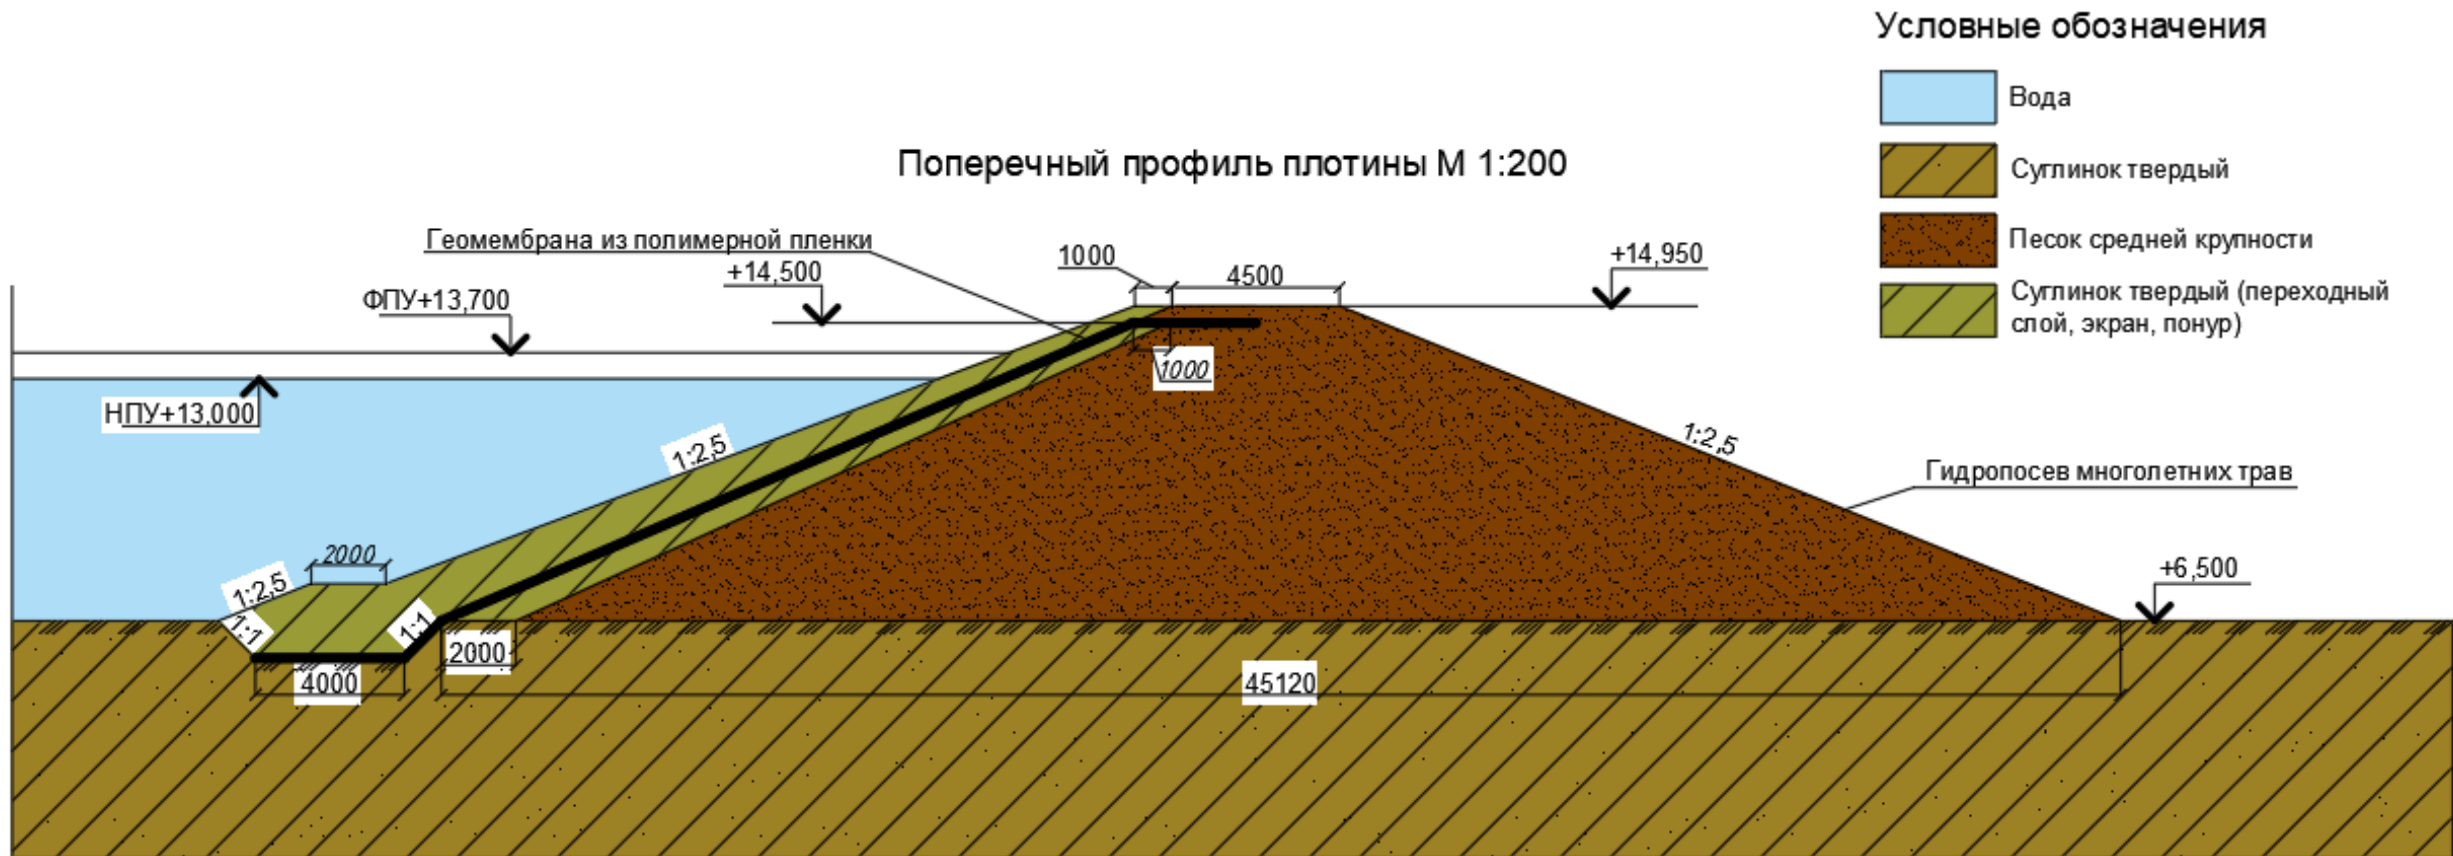 Условные обозначения
Вода
Суглинок твердый
Песок средней крупности
Суглинок твердый (переходный
слой, экран, понур)
Поперечный профиль плотины М 1:200
Геомембрана из полимерной пленки
1000
+14,500
4500
+14,950
ФПУ+13,700
1000
НПУ+13,000
1:2,5
1:2,5
Гидропосев многолетних трав
2000
1:2,5
+6,500
1:1
1:1
2000
4000
45120